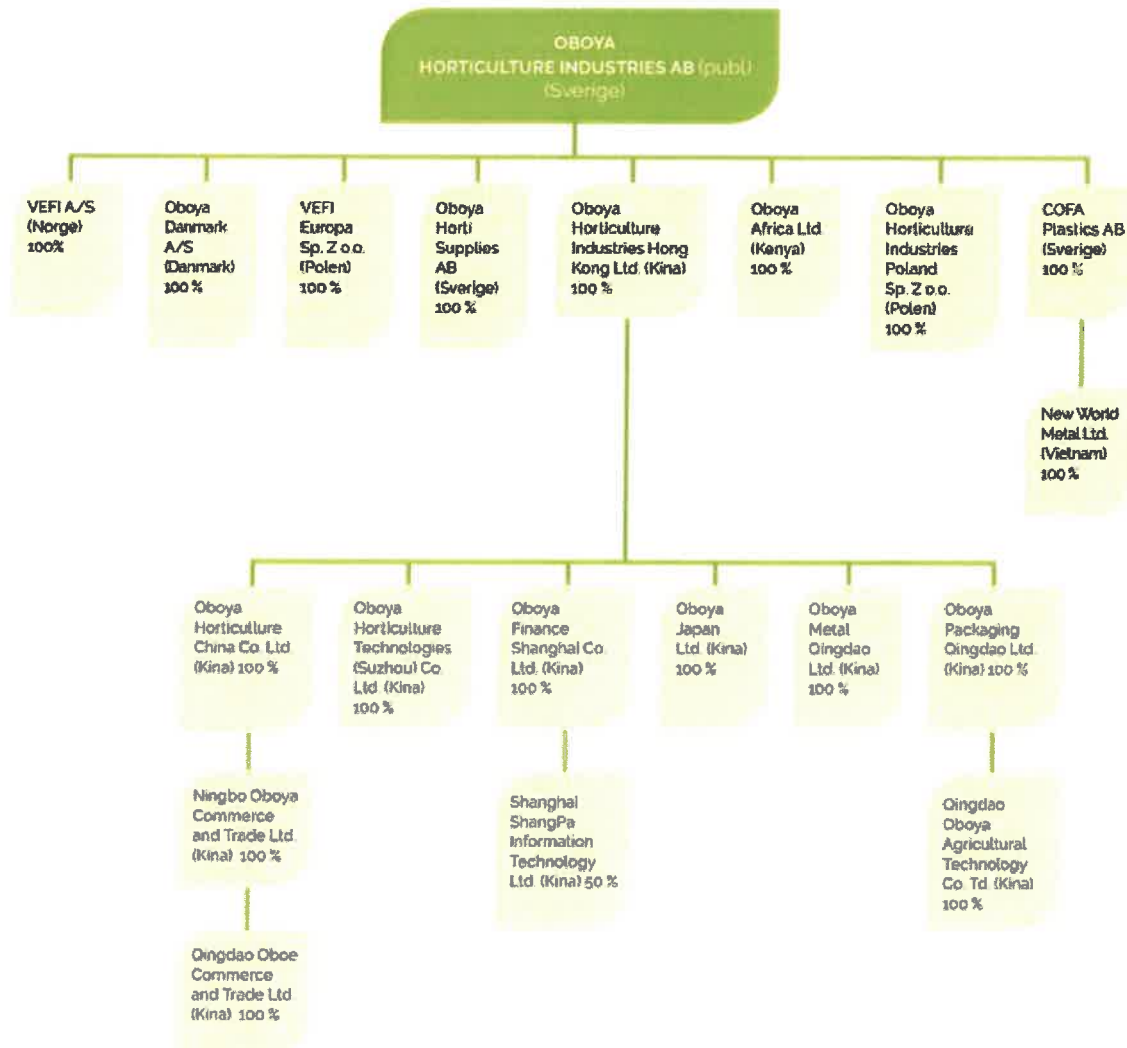 OBOYA
HORTICULTURE INDUSTRIES AB (publ)
(Sverige)
VEFI A/S
(Norge)
100%
Oboya
Danmark
A/S
(Danmark)
100 %
VEFI
Europa
Sp. Z o.o.
(Polen)
100 %
Oboya
Horti
Supplies
AB
(Sverige)
100 %
Oboya
Horticulture
Industries Hong
Kong Ltd. (Kina)
100 %
Oboya
Africa Ltd
(Kenya)
100 %
Oboya
Horticulture
Industries
Poland
Sp. Z o.o.
(Polen)
100 %
COFA
Plastics AB
(Sverige)
100 %
New World
Metal Ltd.
(Vietnam)
100 %
Oboya
Horticulture
China Co. Ltd.
(Kina) 100 %
Oboya
Horticulture
Technologies
(Suzhou) Co.
Ltd. (Kina)
100 %
Oboya
Finance
Shanghai Co.
Ltd. (Kina)
100 %
Oboya
Japan
Ltd. (Kina)
100 %
Oboya
Metal
Qingdao
Ltd. (Kina)
100 %
Oboya
Packaging
Qingdao Ltd.
(Kina) 100 %
Ningbo Oboya
Commerce
and Trade Ltd.
(Kina) 100 %
Shanghai
ShangPa
Information
Technology
Ltd. (Kina) 50 %
Qingdao
Oboya
Agricultural
Technology
Co. Td. (Kina)
100 %
Qingdao Oboe
Commerce
and Trade Ltd
(Kina) 100 %